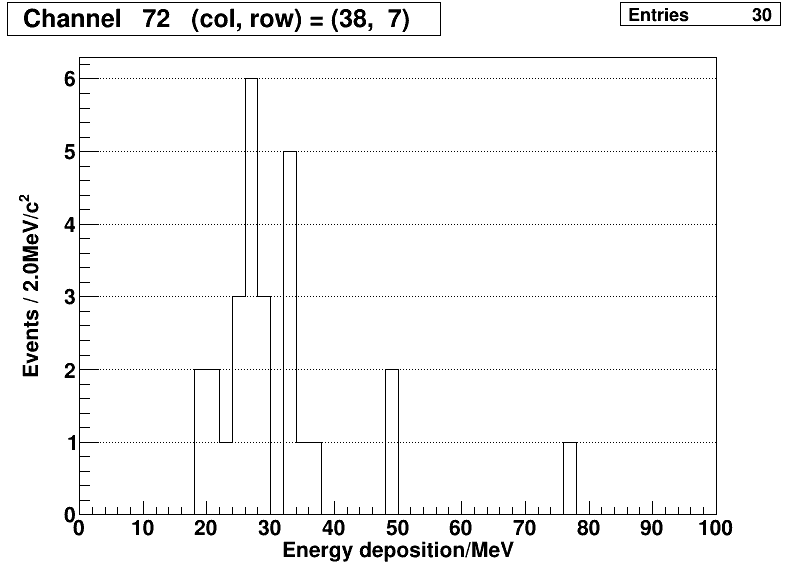 Channel 72 (col, row) = (38, 7)
Entries 30
6
5
4
3
2
1
0
Events / 2.0MeV/c²
0 10 20 30 40 50 60 70 80 90 100
Energy deposition/MeV